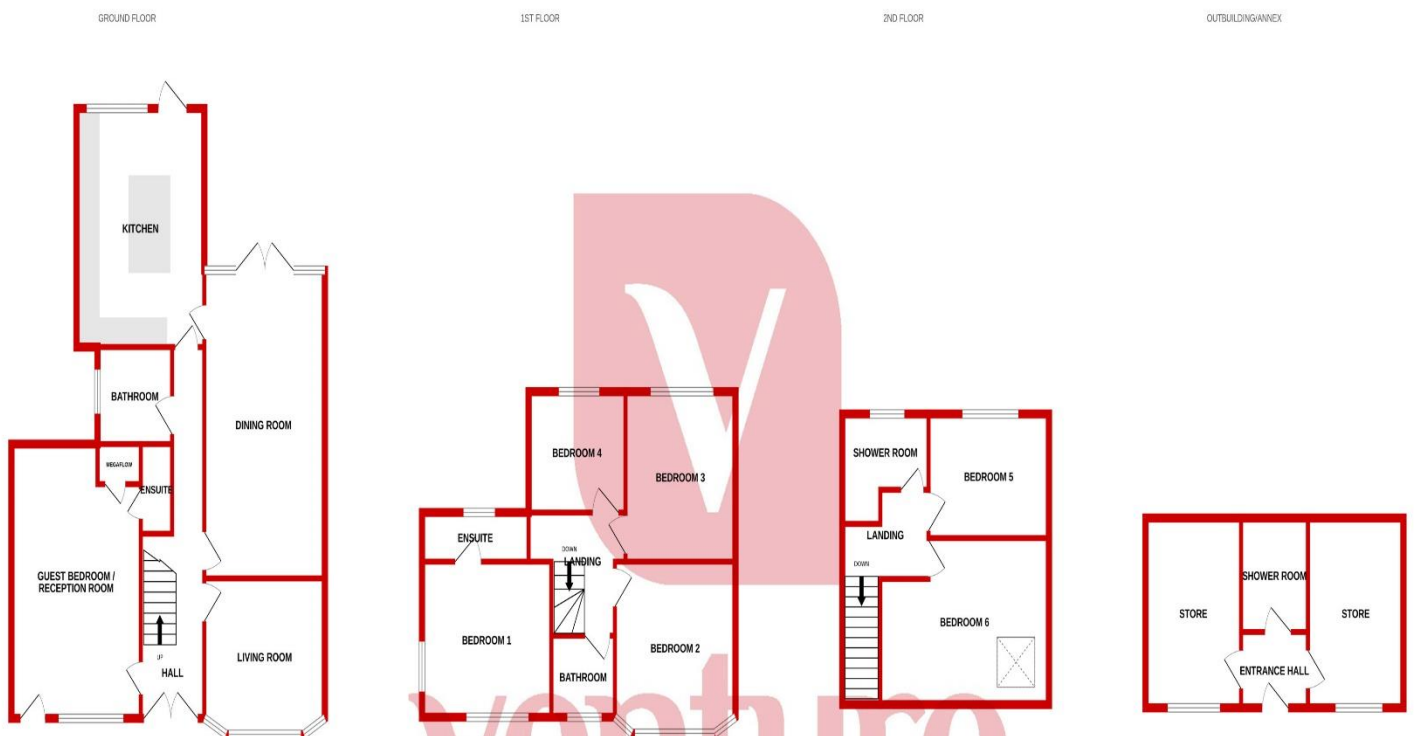 GROUND FLOOR
1ST FLOOR
2ND FLOOR
OUTBUILDING/ANNEX
KITCHEN
BATHROOM
DINING ROOM
MEGAFLOW
ENSUITE
GUEST BEDROOM /
RECEPTION ROOM
UP
HALL
LIVING ROOM
BEDROOM 4
BEDROOM 3
ENSUITE
DOWN
LANDING
BEDROOM 1
BEDROOM 2
BATHROOM
SHOWER ROOM
BEDROOM 5
LANDING
DOWN
BEDROOM 6
SHOWER ROOM
STORE
STORE
ENTRANCE HALL
V
venture